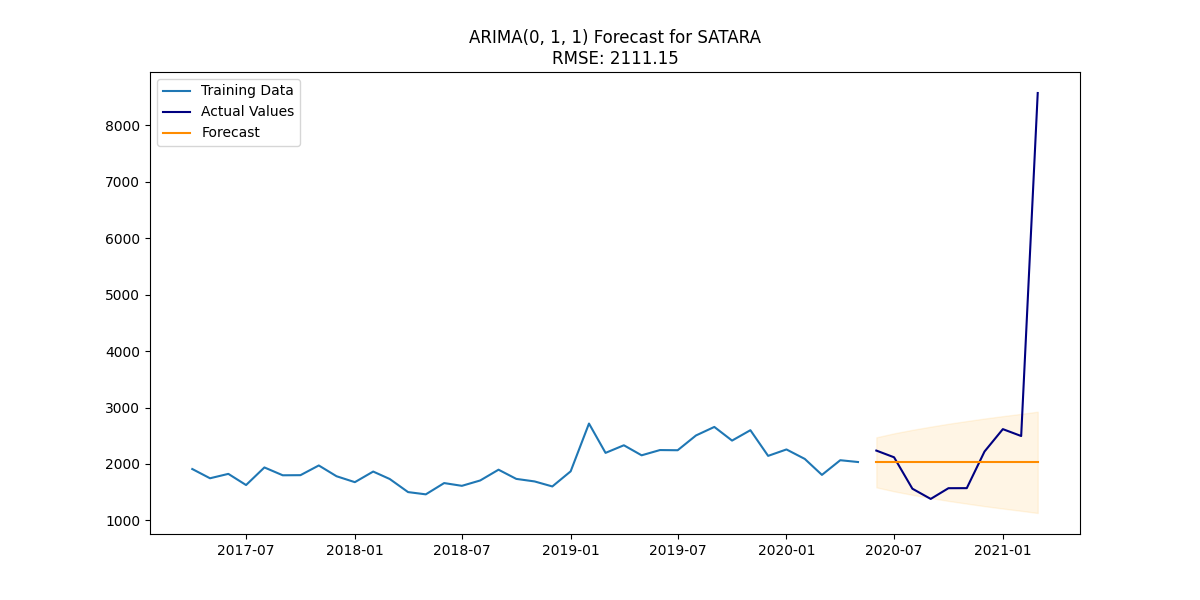 ARIMA(0, 1, 1) Forecast for SATARA
RMSE: 2111.15
Training Data
Actual Values
Forecast
8000
7000
6000
5000
4000
3000
2000
1000
2017-07 2018-01 2018-07 2019-01 2019-07 2020-01 2020-07 2021-01